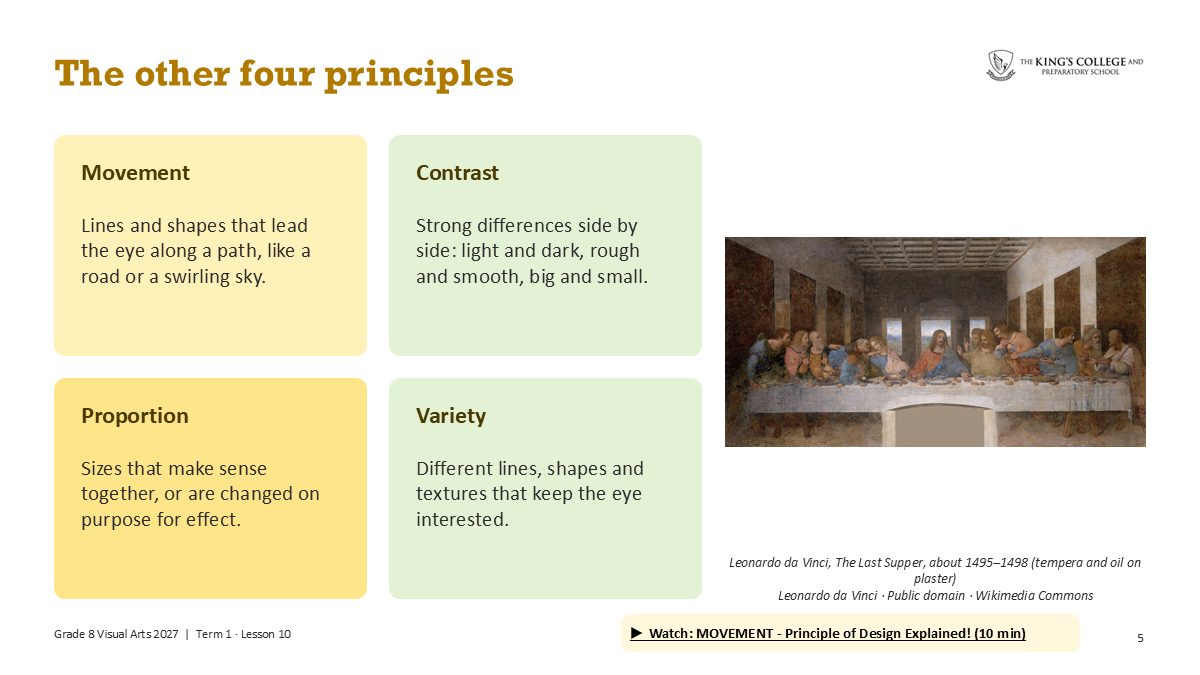 The other four principles
THE KING'S COLLEGE AND
PREPARATORY SCHOOL
Movement
Lines and shapes that lead
the eye along a path, like a
road or a swirling sky.
Contrast
Strong differences side by
side: light and dark, rough
and smooth, big and small.
Proportion
Sizes that make sense
together, or are changed on
purpose for effect.
Variety
Different lines, shapes and
textures that keep the eye
interested.
Leonardo da Vinci, The Last Supper, about 1495–1498 (tempera and oil on
plaster)
Leonardo da Vinci · Public domain · Wikimedia Commons
Grade 8 Visual Arts 2027 | Term 1 · Lesson 10
▶ Watch: MOVEMENT - Principle of Design Explained! (10 min)
5